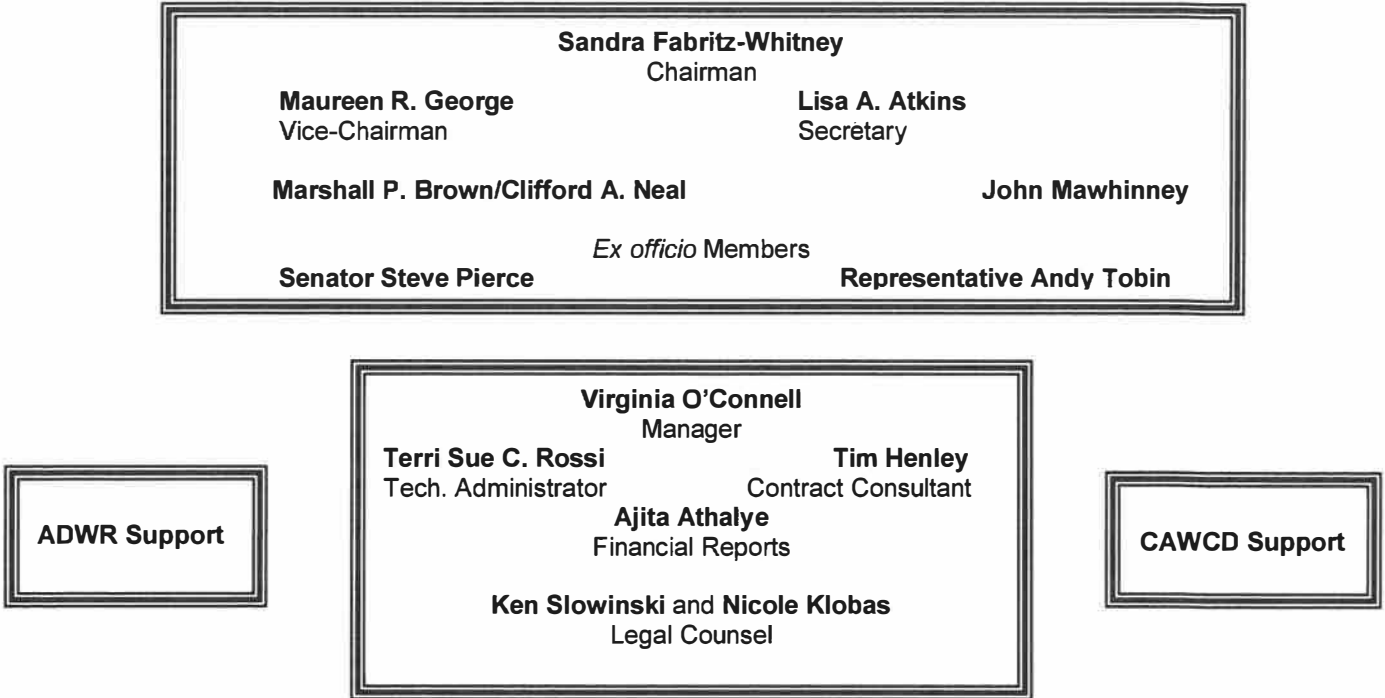 Sandra Fabritz-Whitney
Chairman
Maureen R. George Lisa A. Atkins
Vice-Chairman Secretary
Marshall P. Brown/Clifford A. Neal John Mawhinney
Ex officio Members
Senator Steve Pierce Representative Andy Tobin
Virginia O'Connell
Manager
Terri Sue C. Rossi Tim Henley
Tech. Administrator Contract Consultant
Ajita Athalye
Financial Reports
Ken Slowinski and Nicole Klobas
Legal Counsel
ADWR Support
CAWCD Support